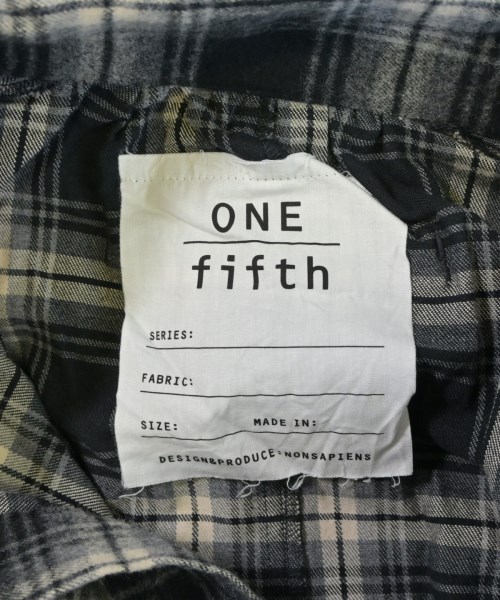 ONE
fifth
SERIES:
FABRIC:
SIZE: MADE IN:
DESIGN&PRODUCE:NONSAPIENS